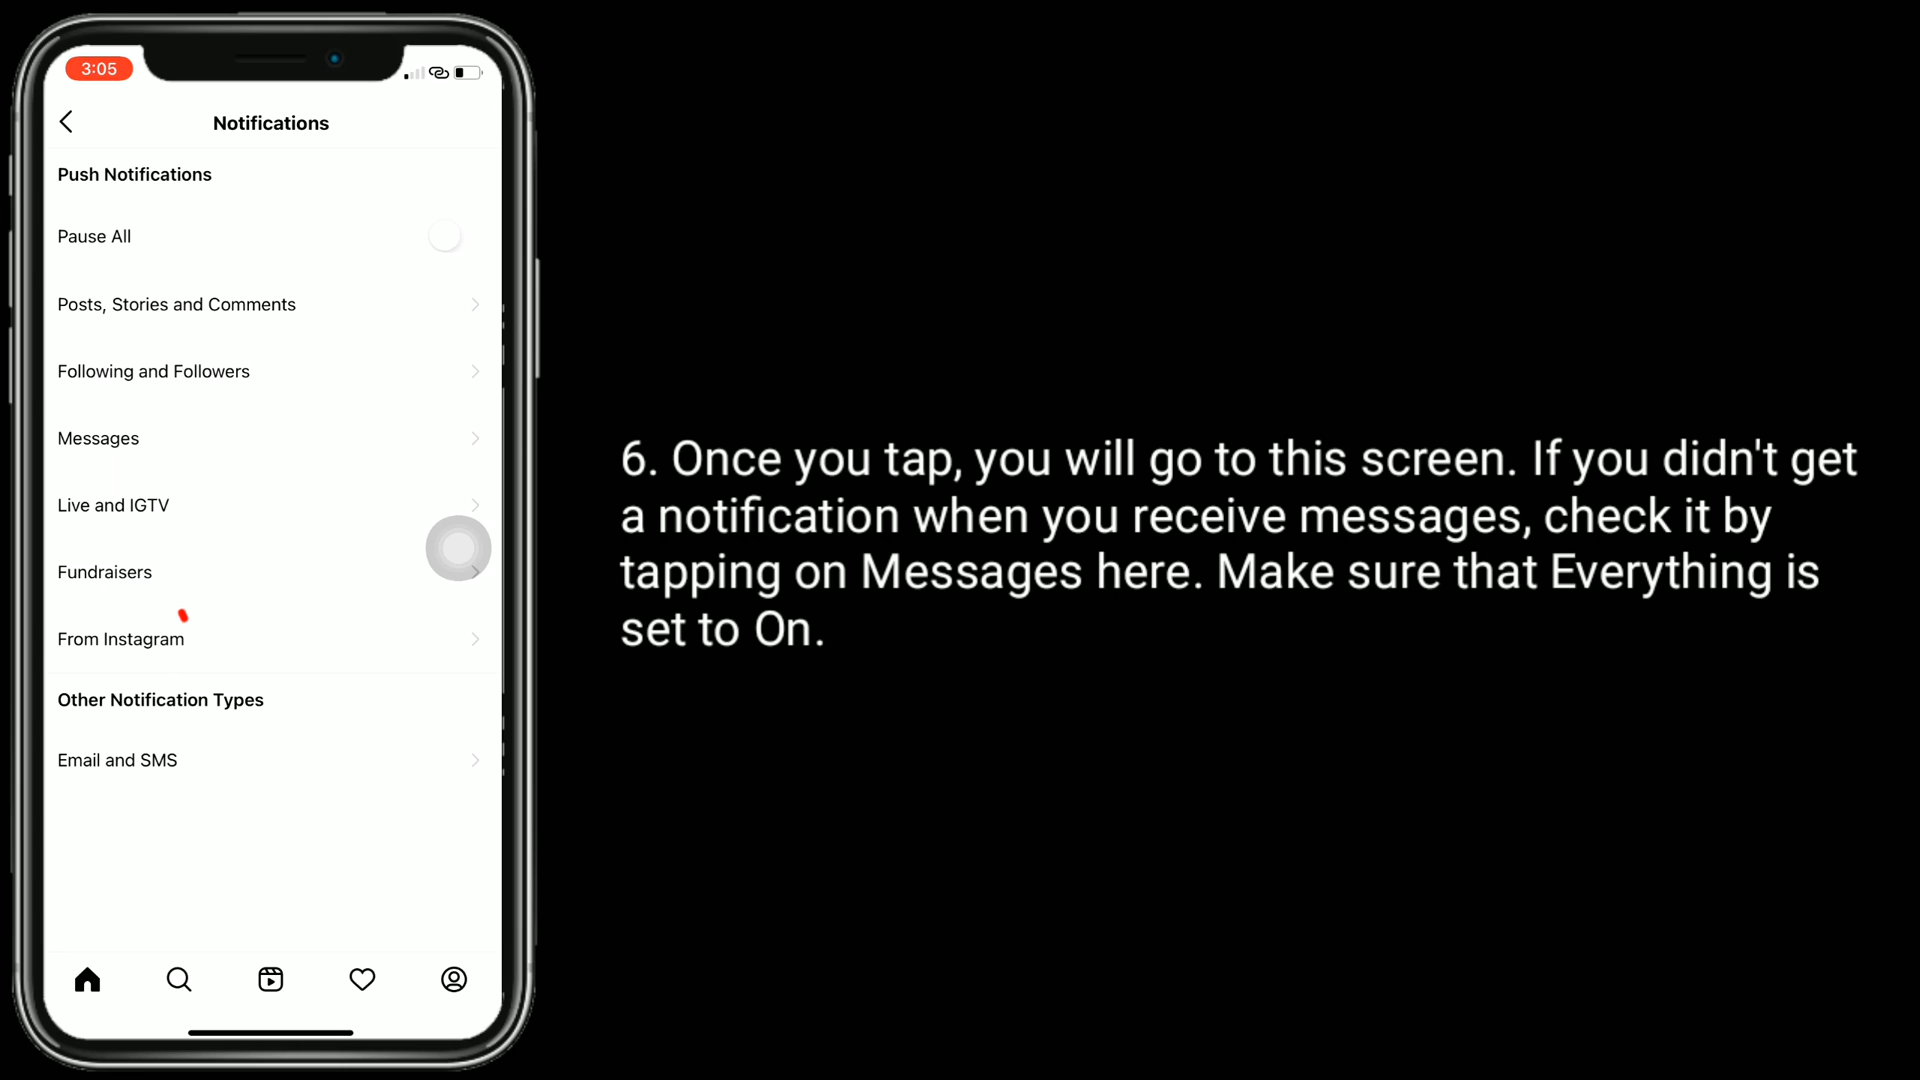 3:05
Notifications
Push Notifications
Pause All
Posts, Stories and Comments
Following and Followers
Messages
Live and IGTV
Fundraisers
From Instagram
Other Notification Types
Email and SMS
6. Once you tap, you will go to this screen. If you didn't get
a notification when you receive messages, check it by
tapping on Messages here. Make sure that Everything is
set to On.